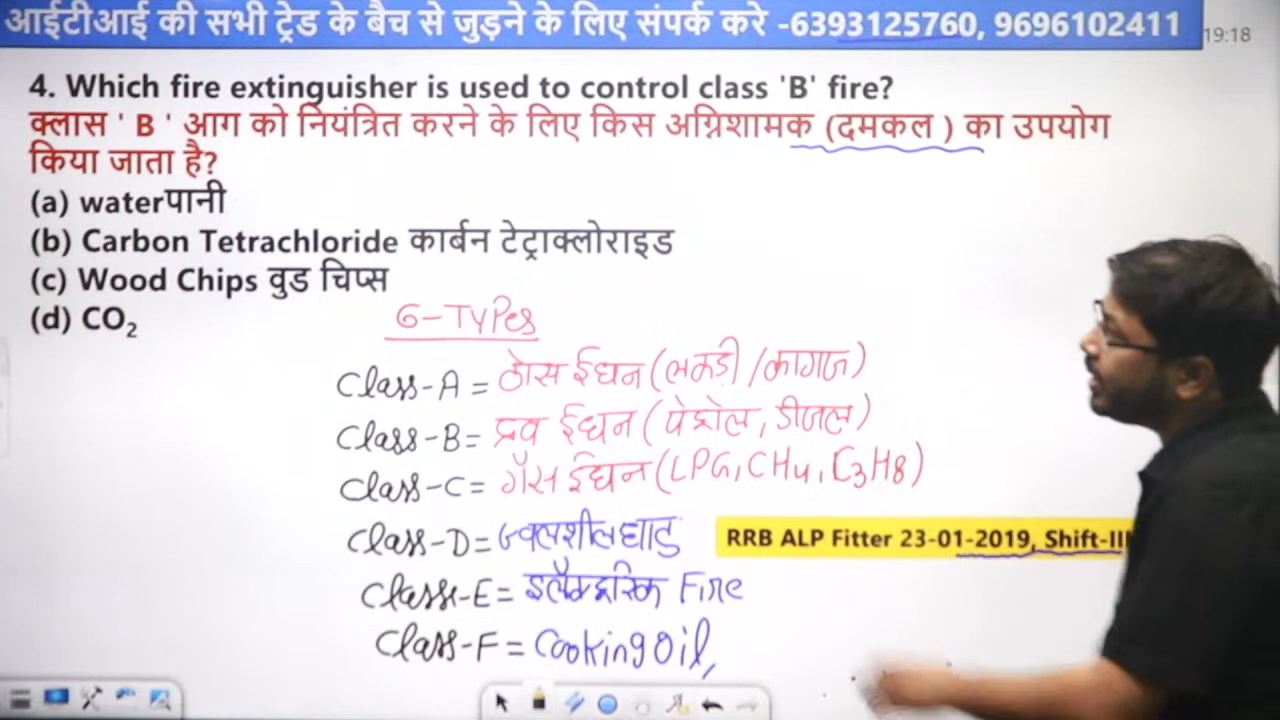 आईटीआई की सभी ट्रेड के बैच से जुड़ने के लिए संपर्क करे -6393125760, 9696102411
19:18
4. Which fire extinguisher is used to control class 'B' fire?
क्लास ' B ' आग को नियंत्रित करने के लिए किस अग्निशामक (दमकल ) का उपयोग
किया जाता है?
(a) waterपानी
(b) Carbon Tetrachloride कार्बन टेट्राक्लोराइड
(c) Wood Chips वुड चिप्स
(d) CO₂
6-Types
Class-A = ठोस ईंधन (लकड़ी /कागज)
Class-B= द्रव ईंधन ( पेट्रोल, डीजल)
Class-C= गैस ईंधन (LPG, CH4, C3H8)
Class-D= ज्वलशील धातु
RRB ALP Fitter 23-01-2019, Shift-III
Class-E= इलैक्ट्रिक Fire
Class-F = Cooking Oil,